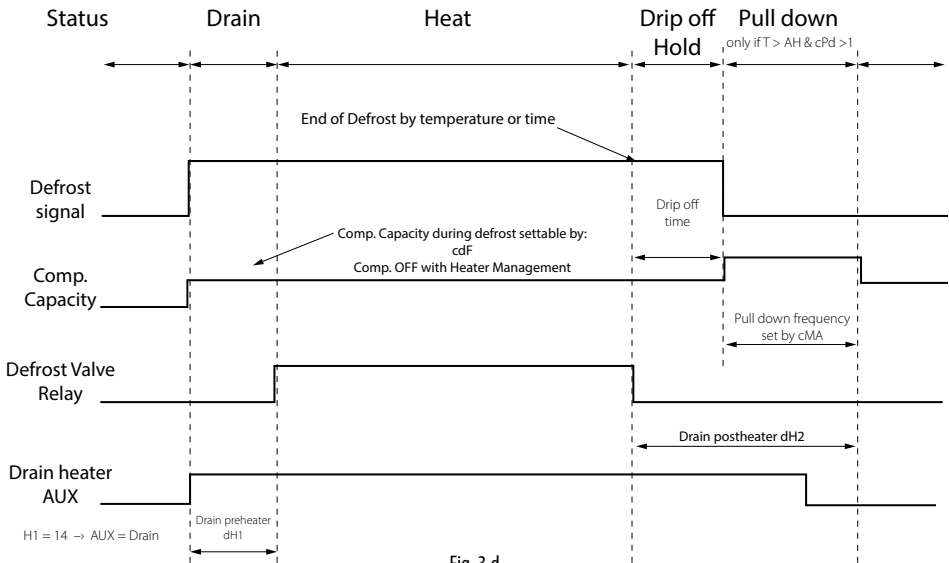 Status
Drain
Heat
Drip off
Hold
Pull down
only if T > AH & cPd >1
End of Defrost by temperature or time
Defrost
signal
Drip off
time
Comp. Capacity during defrost settable by:
cdF
Comp. OFF with Heater Management
Comp.
Capacity
Pull down frequency
set by cMA
Defrost Valve
Relay
Drain postheater dH2
Drain heater
AUX
H1 = 14 → AUX = Drain
Drain preheater
dH1
Fig. 3.d